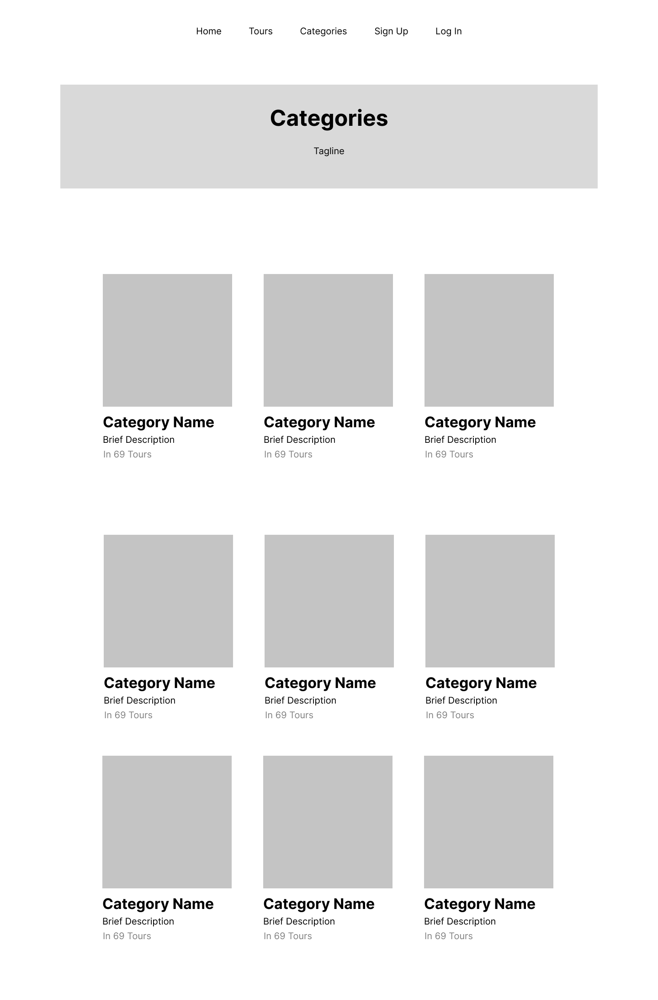 Home Tours Categories Sign Up Log In
Categories
Tagline
Category Name Category Name Category Name
Brief Description Brief Description Brief Description
In 69 Tours In 69 Tours In 69 Tours
Category Name Category Name Category Name
Brief Description Brief Description Brief Description
In 69 Tours In 69 Tours In 69 Tours
Category Name Category Name Category Name
Brief Description Brief Description Brief Description
In 69 Tours In 69 Tours In 69 Tours